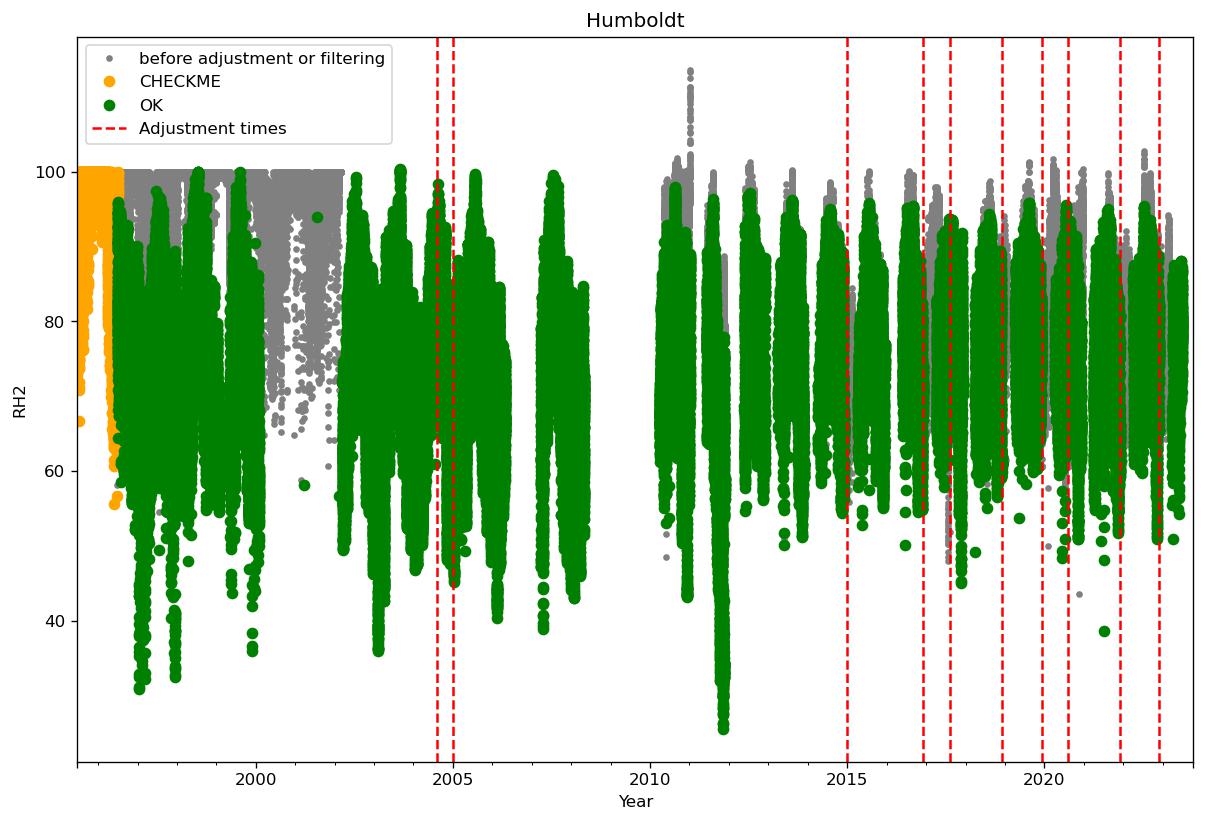 Humboldt
before adjustment or filtering
CHECKME
OK
Adjustment times
RH2
100
80
60
40
2000
2005
2010
2015
2020
Year